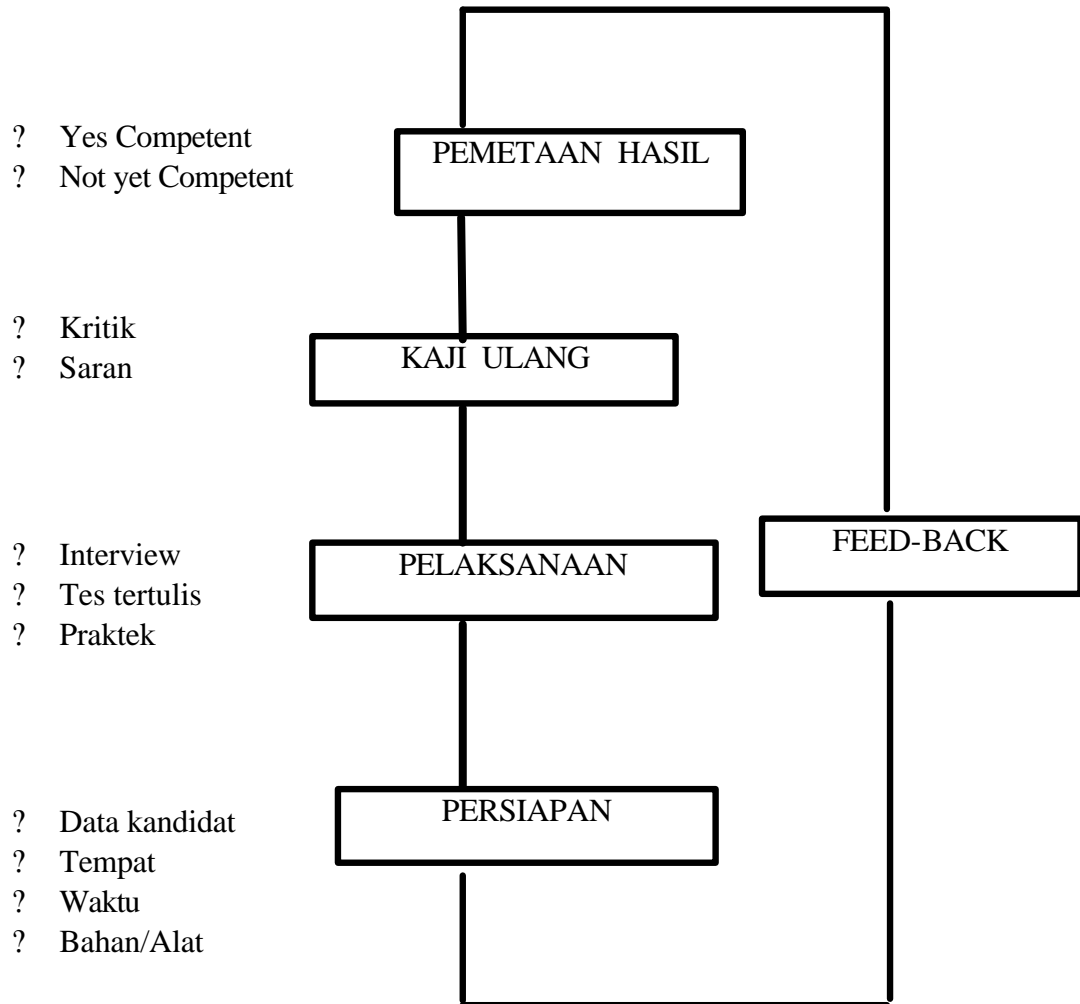 ? Yes Competent
? Not yet Competent
PEMETAAN HASIL
? Kritik
? Saran
KAJI ULANG
? Interview
? Tes tertulis
? Praktek
PELAKSANAAN
FEED-BACK
? Data kandidat
? Tempat
? Waktu
? Bahan/Alat
PERSIAPAN